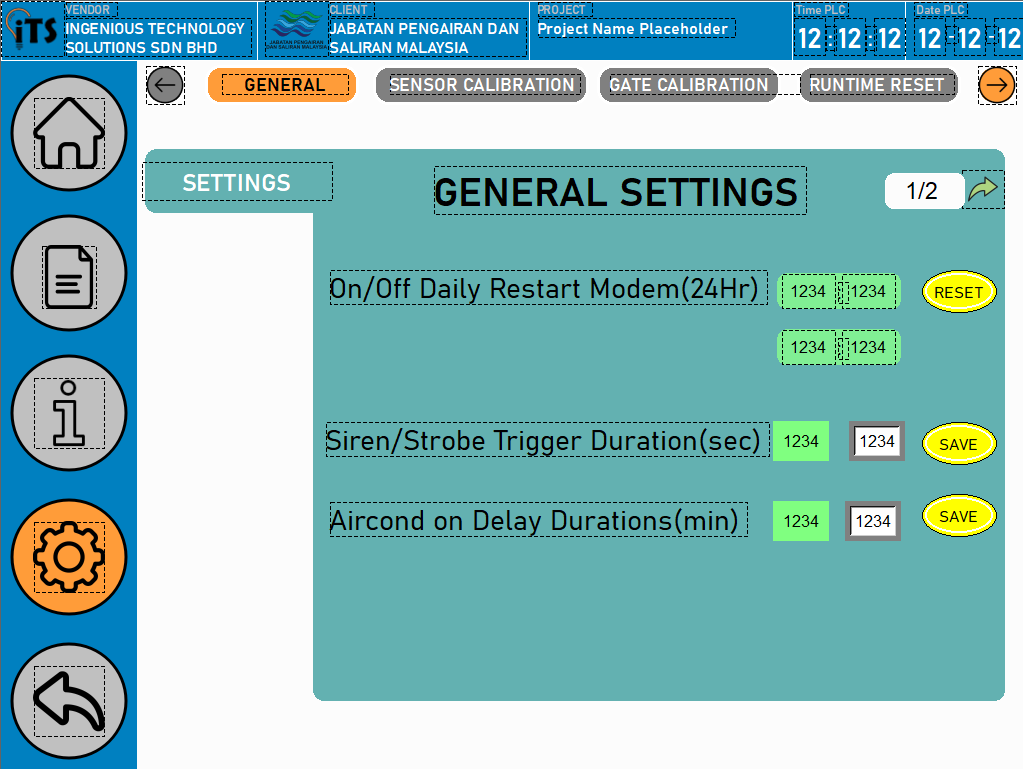 iTS
VENDOR
INGENIOUS TECHNOLOGY
SOLUTIONS SDN BHD
JABATAN PENGAIRAN
DAN SALIRAN MALAYSIA
CLIENT
JABATAN PENGAIRAN DAN
SALIRAN MALAYSIA
PROJECT
Project Name Placeholder
Time PLC
12:12:12
Date PLC
12-12-12
GENERAL
SENSOR CALIBRATION
GATE CALIBRATION
RUNTIME RESET
SETTINGS
GENERAL SETTINGS
1/2
On/Off Daily Restart Modem(24Hr)
1234 : 1234
RESET
1234 : 1234
Siren/Strobe Trigger Duration(sec)
1234
1234
SAVE
Aircond on Delay Durations(min)
1234
1234
SAVE